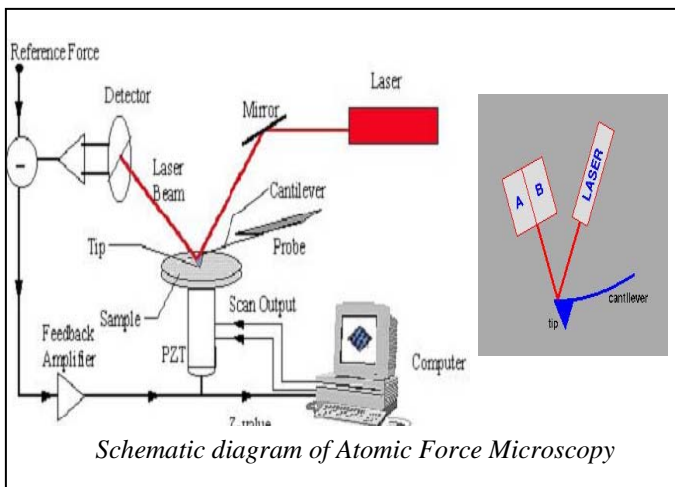 Reference Force
Detector
Laser
Mirror
Laser
Beam
Cantilever
Tip
Probe
Sample
Scan Output
Feedback
Amplifier
PZT
Computer
Z-value
A
B
LASER
cantilever
tip
Schematic diagram of Atomic Force Microscopy